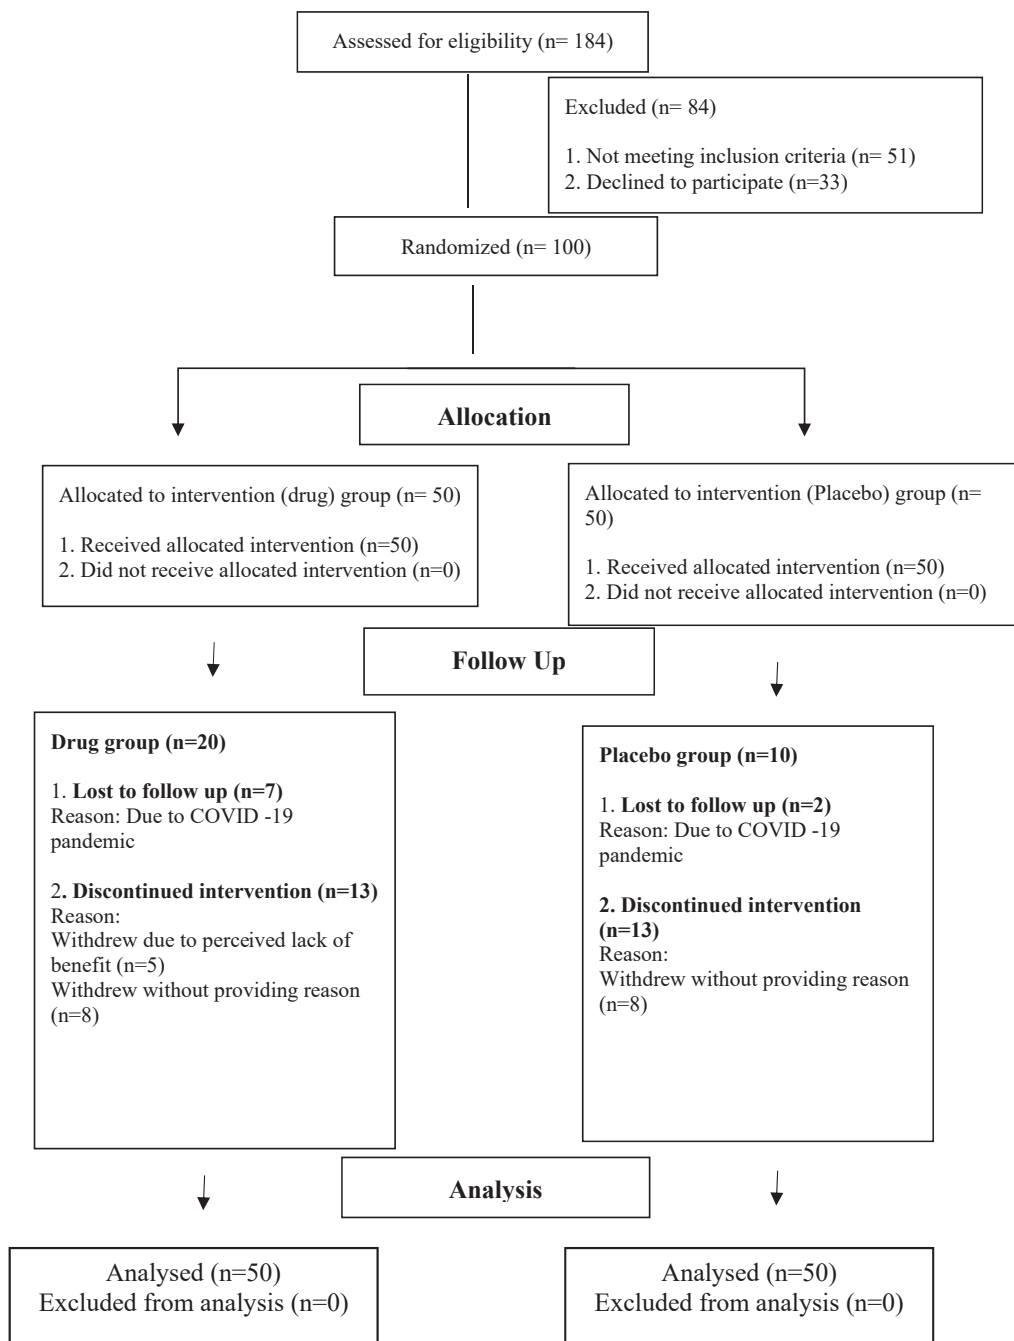 Assessed for eligibility (n= 184)
Excluded (n= 84)
1. Not meeting inclusion criteria (n= 51)
2. Declined to participate (n=33)
Randomized (n= 100)
Allocation
Allocated to intervention (drug) group (n= 50)
1. Received allocated intervention (n=50)
2. Did not receive allocated intervention (n=0)
Allocated to intervention (Placebo) group (n=
50)
1. Received allocated intervention (n=50)
2. Did not receive allocated intervention (n=0)
Follow Up
Drug group (n=20)
1. Lost to follow up (n=7)
Reason: Due to COVID -19
pandemic
2. Discontinued intervention (n=13)
Reason:
Withdrew due to perceived lack of
benefit (n=5)
Withdrew without providing reason
(n=8)
Placebo group (n=10)
1. Lost to follow up (n=2)
Reason: Due to COVID -19
pandemic
2. Discontinued intervention
(n=13)
Reason:
Withdrew without providing reason
(n=8)
Analysis
Analysed (n=50)
Excluded from analysis (n=0)
Analysed (n=50)
Excluded from analysis (n=0)